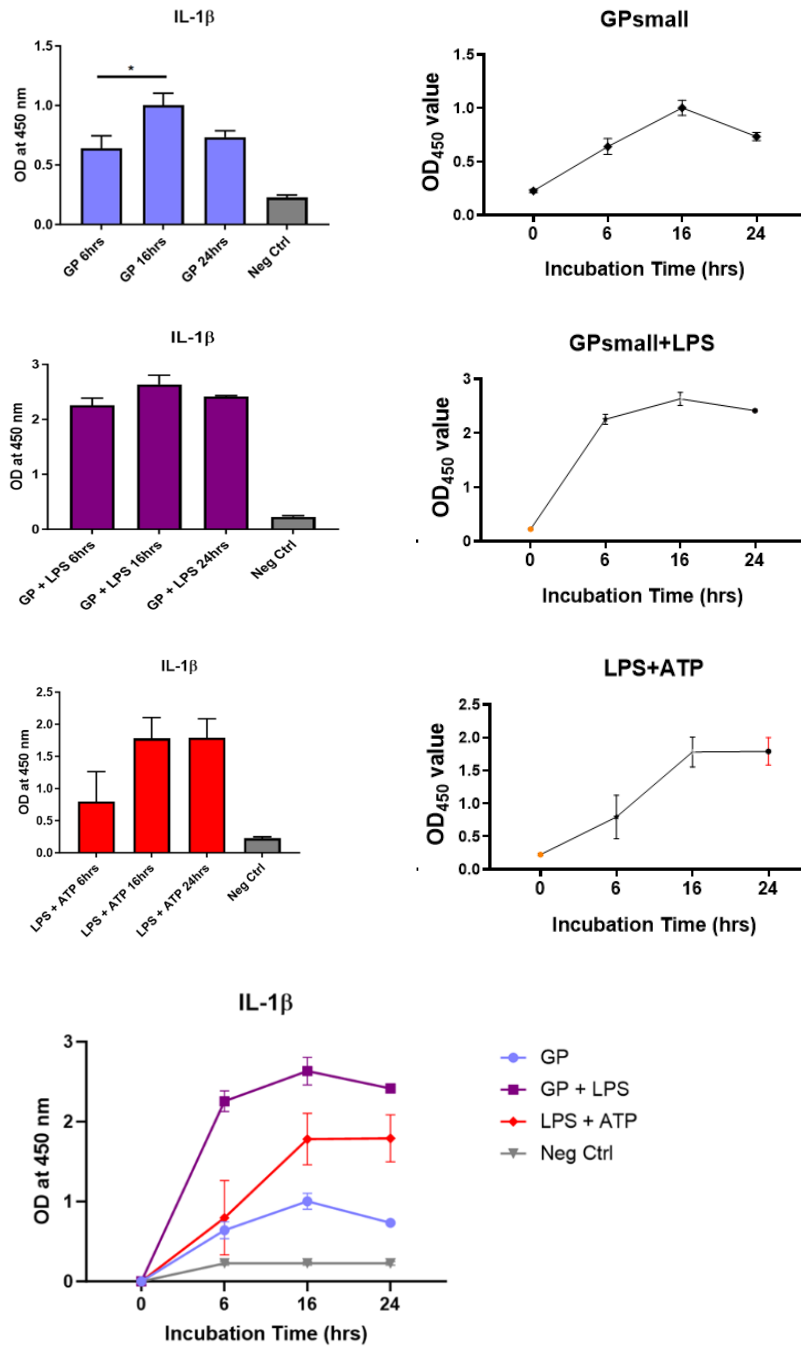 IL-1β
OD at 450 nm
1.5
1.0
0.5
0.0
*
GP 6hrs
GP 16hrs
GP 24hrs
Neg Ctrl
GPsmall
OD450 value
1.5
1.0
0.5
0.0
0 6 16 24
Incubation Time (hrs)
IL-1β
OD at 450 nm
3
2
1
0
GP + LPS 6hrs
GP + LPS 16hrs
GP + LPS 24hrs
Neg Ctrl
GPsmall+LPS
OD450 value
3
2
1
0
0 6 16 24
Incubation Time (hrs)
IL-1β
OD at 450 nm
2.5
2.0
1.5
1.0
0.5
0.0
LPS + ATP 6hrs
LPS + ATP 16hrs
LPS + ATP 24hrs
Neg Ctrl
LPS+ATP
OD450 value
2.5
2.0
1.5
1.0
0.5
0.0
0 6 16 24
Incubation Time (hrs)
IL-1β
OD at 450 nm
3
2
1
0
0 6 16 24
Incubation Time (hrs)
GP
GP + LPS
LPS + ATP
Neg Ctrl